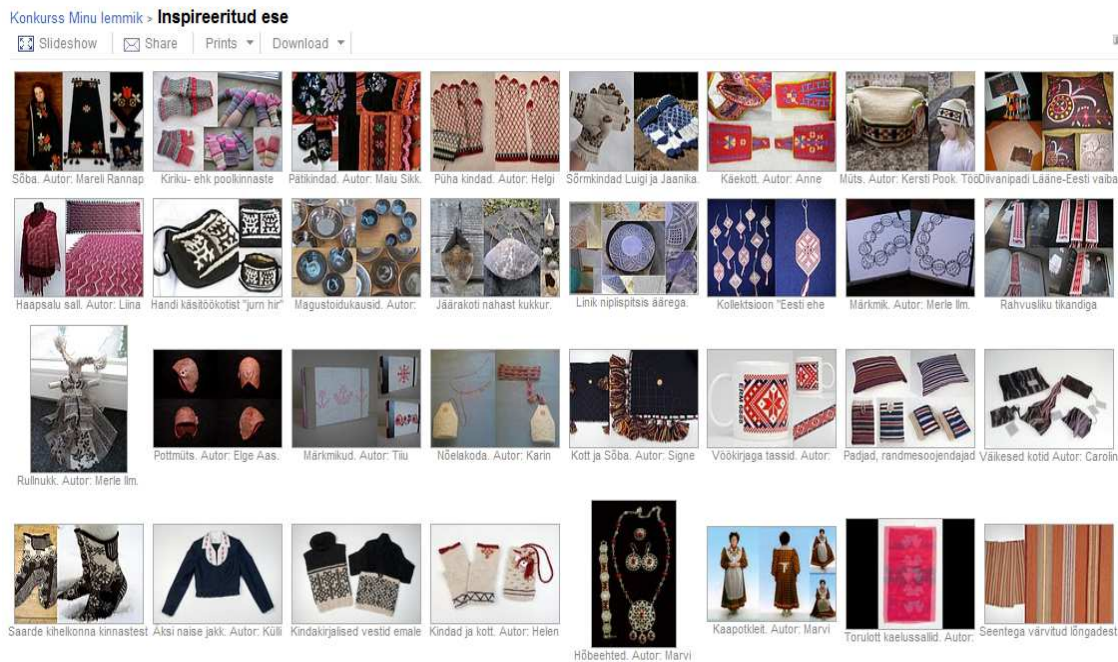 Konkurss Minu lemmik > Inspireeritud ese
Slideshow Share Prints Download
Sõba. Autor: Mareli Rannap
Kiriku- ehk poolkinnaste
Pätikindad. Autor: Maiu Sikk.
Püha kindad. Autor: Helgi
Sõrmkindad Luigi ja Jaanika.
Käekott. Autor: Anne
Müts. Autor: Kersti Pook. Töö
Diivanipadi Lääne-Eesti vaiba
Haapsalu sall. Autor: Liina
Handi käsitöökotist "jurn hir"
Magustoidukausid. Autor:
Jäärakoti nahast kukkur.
Linik niplispitsis äärega.
Kollektsioon "Eesti ehe
Märkmik. Autor: Merle Ilm.
Rahvusliku tikandiga
Rullnukk. Autor: Merle Ilm.
Pottmüts. Autor: Elge Aas.
Märkmikud. Autor: Tiiu
Nõelakoda. Autor: Karin
Kott ja Sõba. Autor: Signe
Vöökirjaga tassid. Autor:
Padjad, randmesoojendajad
Väikesed kotid Autor: Carolin
Saarde kihelkonna kinnastest
Äksi naise jakk. Autor: Külli
Kindakirjalised vestid emale
Kindad ja kott. Autor: Helen
Hõbeehted. Autor: Marvi
Kaapotkleit. Autor: Marvi
Torulott kaelussallid. Autor:
Seentega värvitud lõngadest